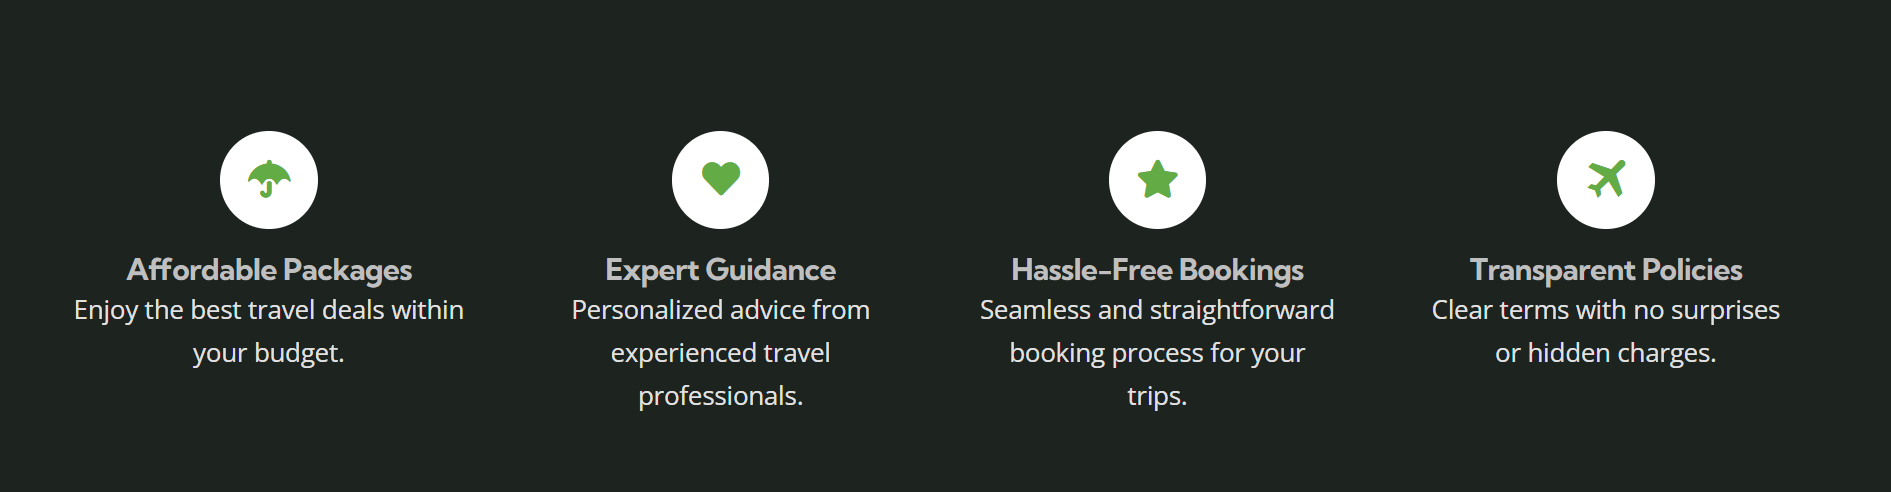 Affordable Packages
Enjoy the best travel deals within
your budget.
Expert Guidance
Personalized advice from
experienced travel
professionals.
Hassle-Free Bookings
Seamless and straightforward
booking process for your
trips.
Transparent Policies
Clear terms with no surprises
or hidden charges.